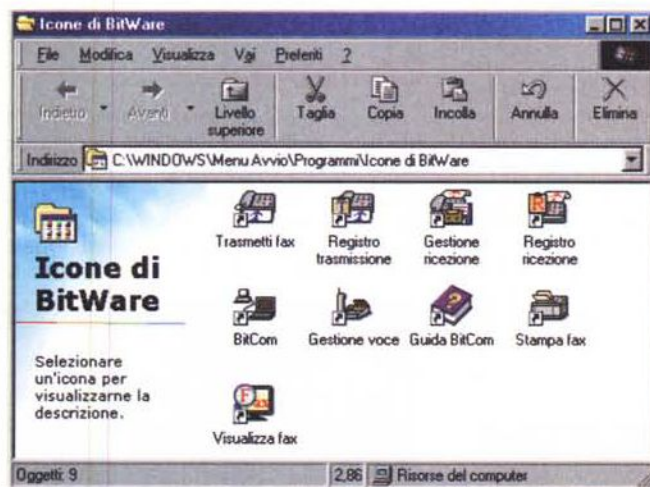 Icone di BitWare
File Modifica Visualizza Vai Preferiti ?
Indietro Avanti Livello superiore Taglia Copia Incolla Annulla Elimina
Indirizzo C:\WINDOWS\Menu Avvio\Programmi\Icone di BitWare
Icone di
BitWare
Selezionare
un'icona per
visualizzarne la
descrizione.
Trasmetti fax
Registro
trasmissione
Gestione
ricezione
Registro
ricezione
BitCom
Gestione voce
Guida BitCom
Stampa fax
Visualizza fax
Oggetti: 9 2,86 Risorse del computer